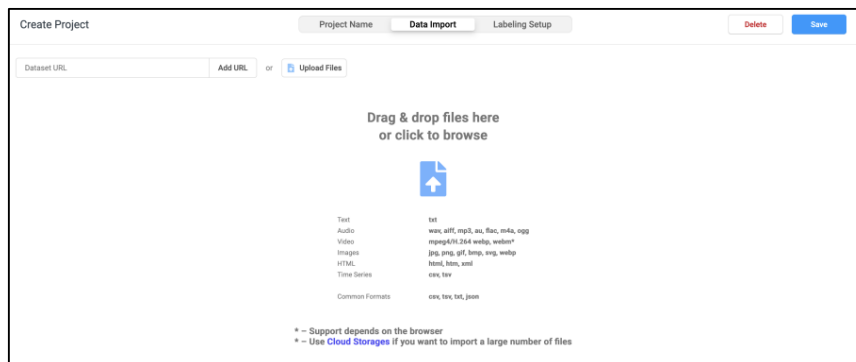 Create Project
Project Name Data Import Labeling Setup
Delete Save
Dataset URL Add URL or Upload Files
Drag & drop files here
or click to browse
Text txt
Audio wav, aiff, mp3, au, flac, m4a, ogg
Video mpeg4/H.264 webp, webm*
Images jpg, png, gif, bmp, svg, webp
HTML html, htm, xml
Time Series csv, tsv
Common Formats csv, tsv, txt, json
* – Support depends on the browser
* – Use Cloud Storages if you want to import a large number of files